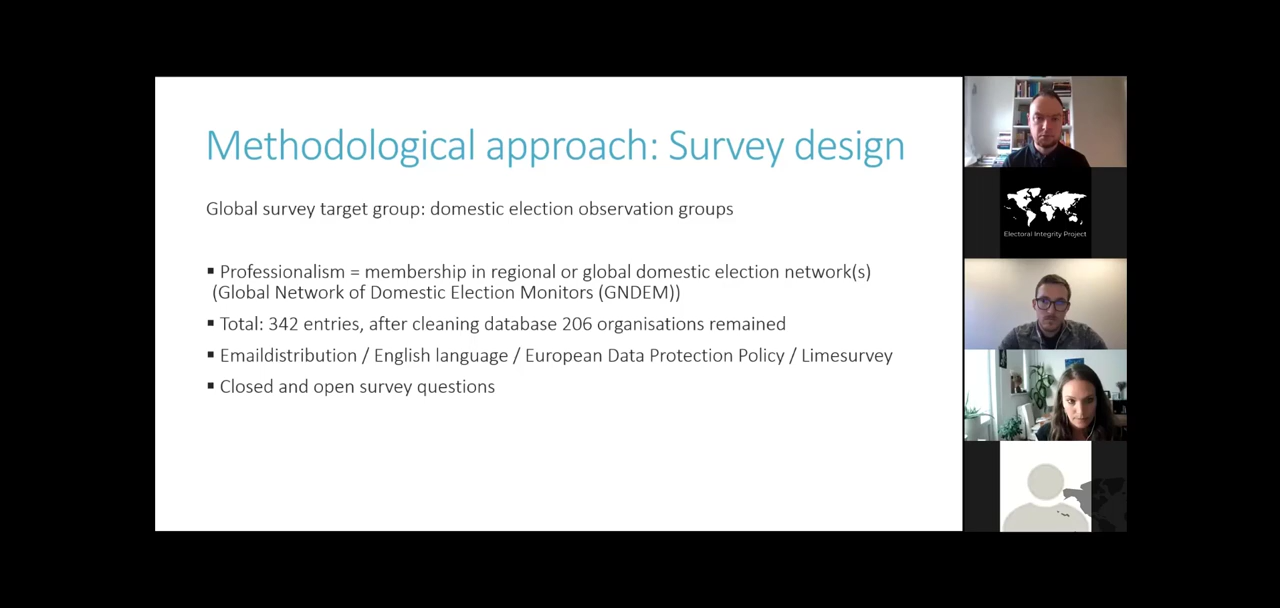 Methodological approach: Survey design
Global survey target group: domestic election observation groups
▪ Professionalism = membership in regional or global domestic election network(s)
(Global Network of Domestic Election Monitors (GNDEM))
▪ Total: 342 entries, after cleaning database 206 organisations remained
▪ Emaildistribution / English language / European Data Protection Policy / Limesurvey
▪ Closed and open survey questions
Electoral Integrity Project